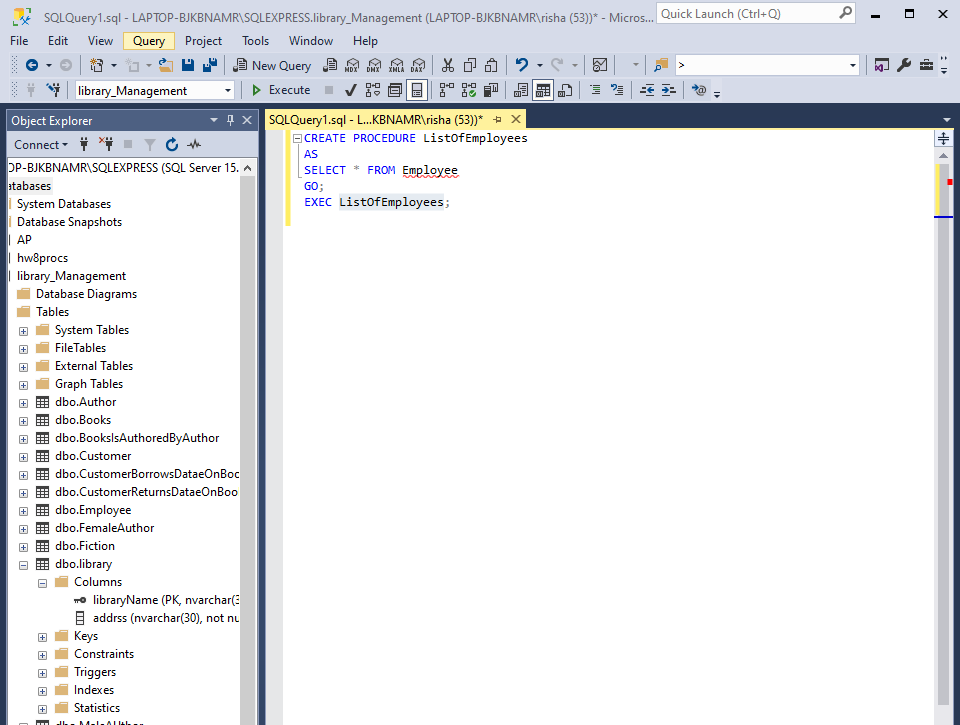 SQLQuery1.sql - LAPTOP-BJKBNAMR\SQLEXPRESS.library_Management (LAPTOP-BJKBNAMR\risha (53))* - Micros...
Quick Launch (Ctrl+Q)
File Edit View Query Project Tools Window Help
New Query MDX DMX XMLA DAX >
library_Management Execute
Object Explorer
SQLQuery1.sql - L...KBNAMR\risha (53))*
Connect
CREATE PROCEDURE ListOfEmployees
AS
SELECT * FROM Employee
GO;
EXEC ListOfEmployees;
OP-BJKBNAMR\SQLEXPRESS (SQL Server 15.
atabases
System Databases
Database Snapshots
AP
hw8procs
library_Management
Database Diagrams
Tables
System Tables
FileTables
External Tables
Graph Tables
dbo.Author
dbo.Books
dbo.BooksIsAuthoredByAuthor
dbo.Customer
dbo.CustomerBorrowsDataeOnBoo
dbo.CustomerReturnsDataeOnBoo
dbo.Employee
dbo.FemaleAuthor
dbo.Fiction
dbo.library
Columns
libraryName (PK, nvarchar(3
addrss (nvarchar(30), not nu
Keys
Constraints
Triggers
Indexes
Statistics